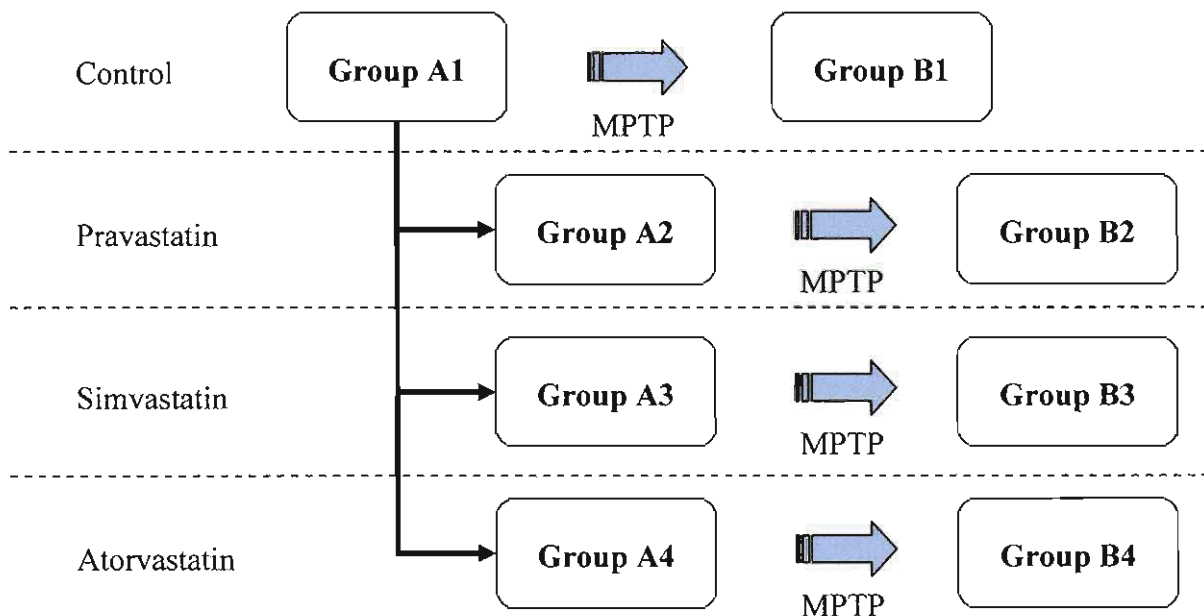 Control
Group A1
MPTP
Group B1
Pravastatin
Group A2
MPTP
Group B2
Simvastatin
Group A3
MPTP
Group B3
Atorvastatin
Group A4
MPTP
Group B4